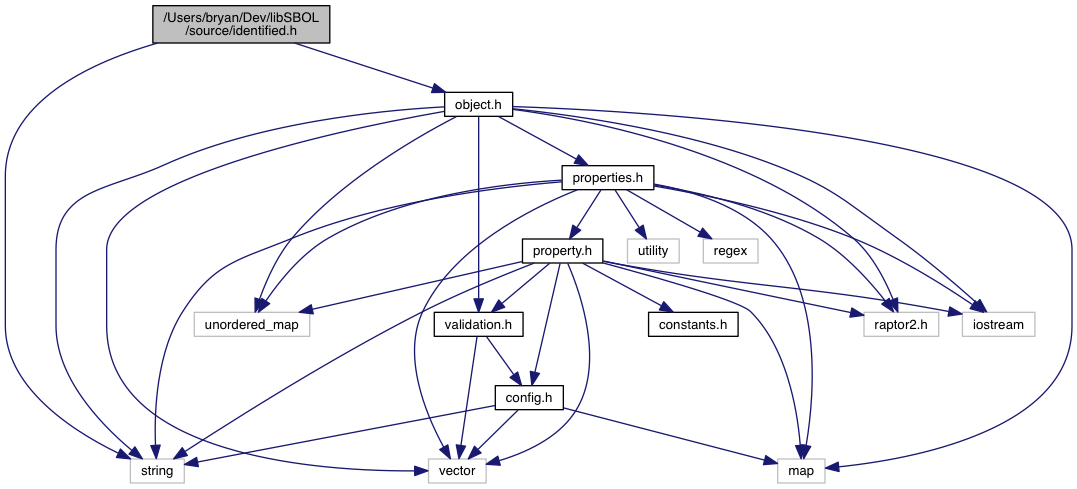 /Users/bryan/Dev/libSBOL
/source/identified.h
object.h
properties.h
property.h
utility
regex
unordered_map
validation.h
constants.h
raptor2.h
iostream
config.h
string
vector
map